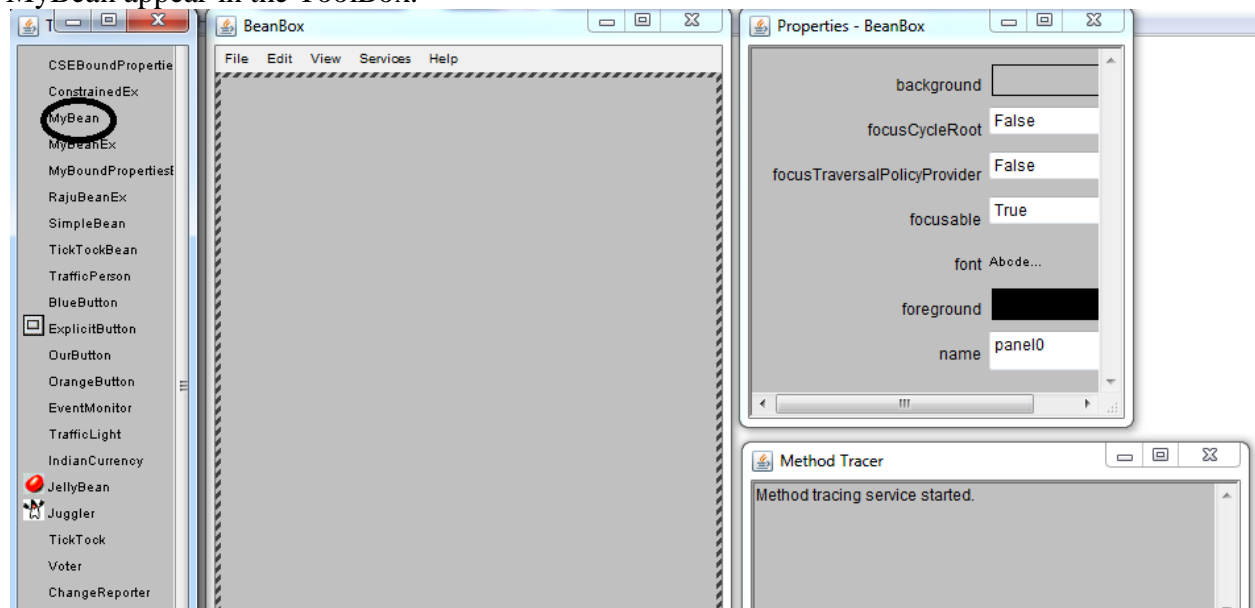 MyBean appear in the ToolBox.
T
CSEBoundPropertie
ConstrainedEx
MyBean
MyBeanEx
MyBoundPropertiesE
RajuBeanEx
SimpleBean
TickTockBean
TrafficPerson
BlueButton
ExplicitButton
OurButton
OrangeButton
EventMonitor
TrafficLight
IndianCurrency
JellyBean
Juggler
TickTock
Voter
ChangeReporter
BeanBox
File Edit View Services Help
Properties - BeanBox
background
focusCycleRoot False
focusTraversalPolicyProvider False
focusable True
font Abcde...
foreground
name panel0
Method Tracer
Method tracing service started.